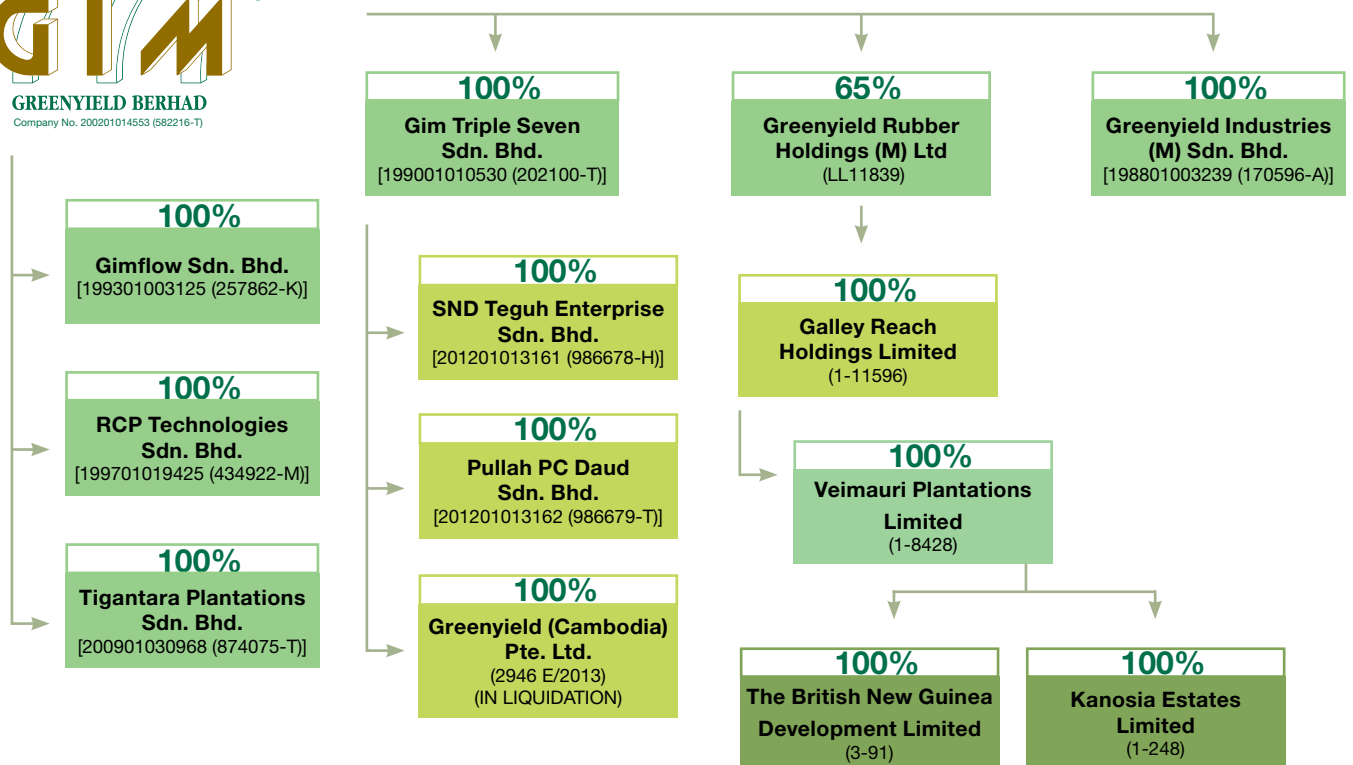 GIM
GREENYIELD BERHAD
Company No. 200201014553 (582216-T)
100%
Gim Triple Seven
Sdn. Bhd.
[199001010530 (202100-T)]
65%
Greenyield Rubber
Holdings (M) Ltd
(LL11839)
100%
Greenyield Industries
(M) Sdn. Bhd.
[198801003239 (170596-A)]
100%
Gimflow Sdn. Bhd.
[199301003125 (257862-K)]
100%
RCP Technologies
Sdn. Bhd.
[199701019425 (434922-M)]
100%
Tigantara Plantations
Sdn. Bhd.
[200901030968 (874075-T)]
100%
SND Teguh Enterprise
Sdn. Bhd.
[201201013161 (986678-H)]
100%
Pullah PC Daud
Sdn. Bhd.
[201201013162 (986679-T)]
100%
Greenyield (Cambodia)
Pte. Ltd.
(2946 E/2013)
(IN LIQUIDATION)
100%
Galley Reach
Holdings Limited
(1-11596)
100%
Veimauri Plantations
Limited
(1-8428)
100%
The British New Guinea
Development Limited
(3-91)
100%
Kanosia Estates
Limited
(1-248)